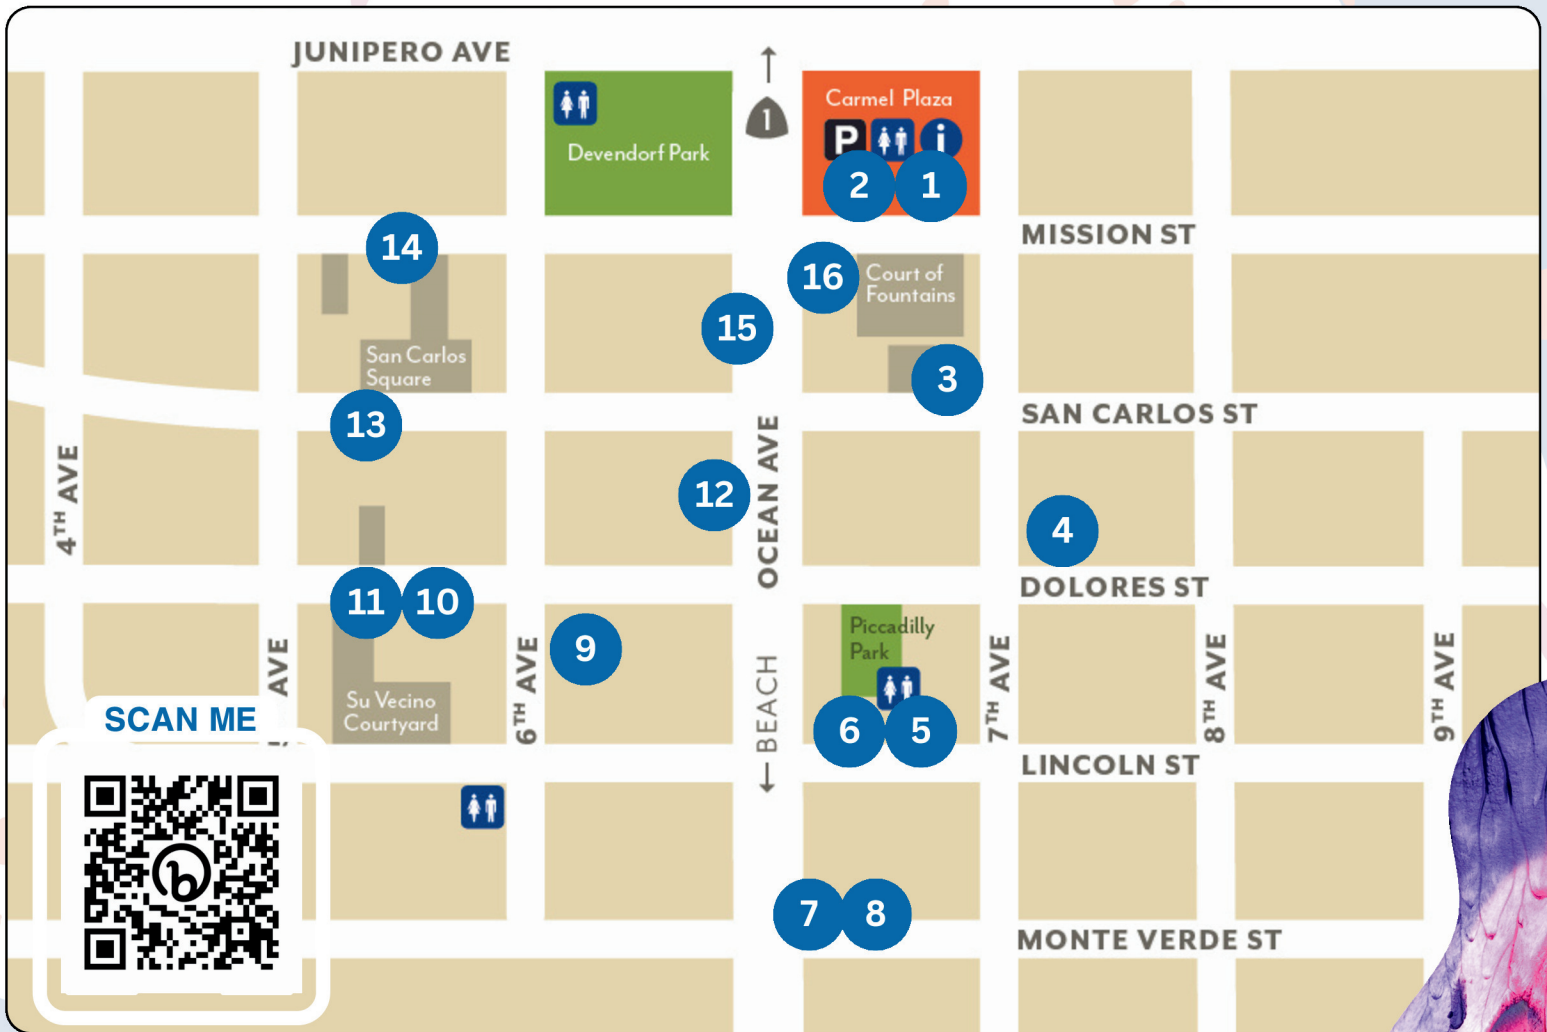 JUNIPERO AVE
Carmel Plaza
P
i
1
Devendorf Park
2
1
MISSION ST
14
16
Court of
Fountains
15
San Carlos
Square
3
SAN CARLOS ST
13
4TH AVE
OCEAN AVE
12
4
DOLORES ST
11
10
Piccadilly
Park
9
AVE
6TH AVE
BEACH
7TH AVE
8TH AVE
9TH AVE
Su Vecino
Courtyard
6
5
SCAN ME
LINCOLN ST
b
7
8
MONTE VERDE ST